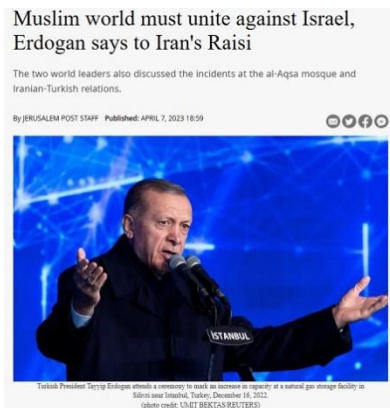 Muslim world must unite against Israel,
Erdogan says to Iran's Raisi
The two world leaders also discussed the incidents at the al-Aqsa mosque and
Iranian-Turkish relations.
By JERUSALEM POST STAFF Published: APRIL 7, 2023 18:59
İSTANBUL
Turkish President Tayyip Erdogan attends a ceremony to mark an increase in capacity at a natural gas storage facility in
Silivri near Istanbul, Turkey, December 16, 2022.
(photo credit: UMIT BEKTAS/REUTERS)